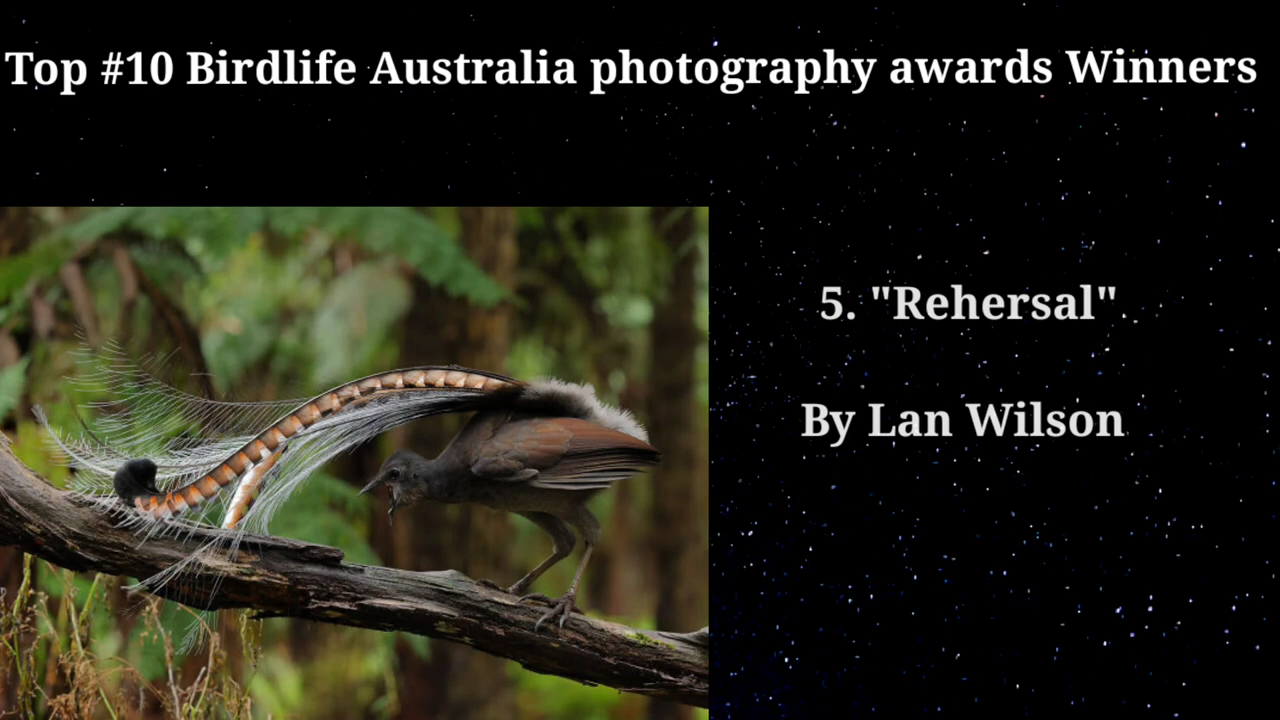 Top #10 Birdlife Australia photography awards Winners
5. "Rehersal"
By Lan Wilson